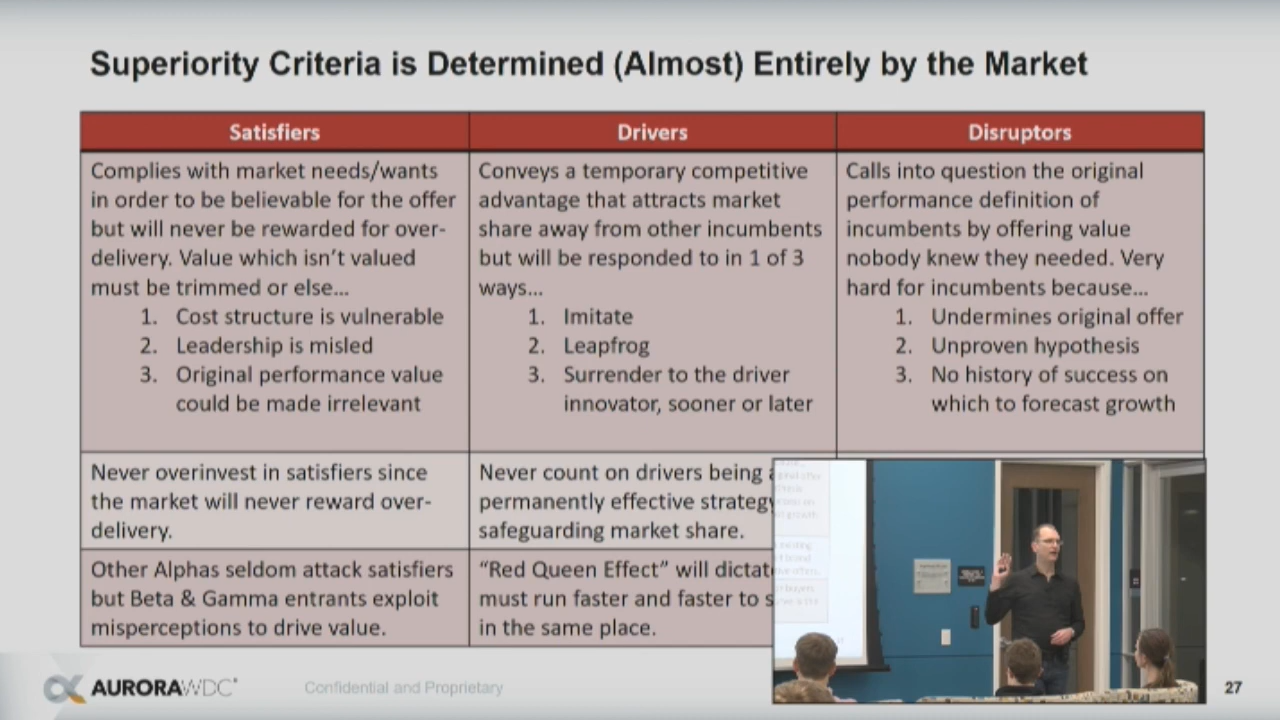 Superiority Criteria is Determined (Almost) Entirely by the Market
Satisfiers
Complies with market needs/wants
in order to be believable for the offer
but will never be rewarded for over-
delivery. Value which isn't valued
must be trimmed or else...
1. Cost structure is vulnerable
2. Leadership is misled
3. Original performance value
could be made irrelevant
Drivers
Conveys a temporary competitive
advantage that attracts market
share away from other incumbents
but will be responded to in 1 of 3
ways...
1. Imitate
2. Leapfrog
3. Surrender to the driver
innovator, sooner or later
Disruptors
Calls into question the original
performance definition of
incumbents by offering value
nobody knew they needed. Very
hard for incumbents because...
1. Undermines original offer
2. Unproven hypothesis
3. No history of success on
which to forecast growth
Never overinvest in satisfiers since
the market will never reward over-
delivery.
Never count on drivers being
permanently effective strategy
safeguarding market share.
Other Alphas seldom attack satisfiers
but Beta & Gamma entrants exploit
misperceptions to drive value.
"Red Queen Effect" will
must run faster and faster to
in the same place.
AURORAWDC
Confidential and Proprietary
27